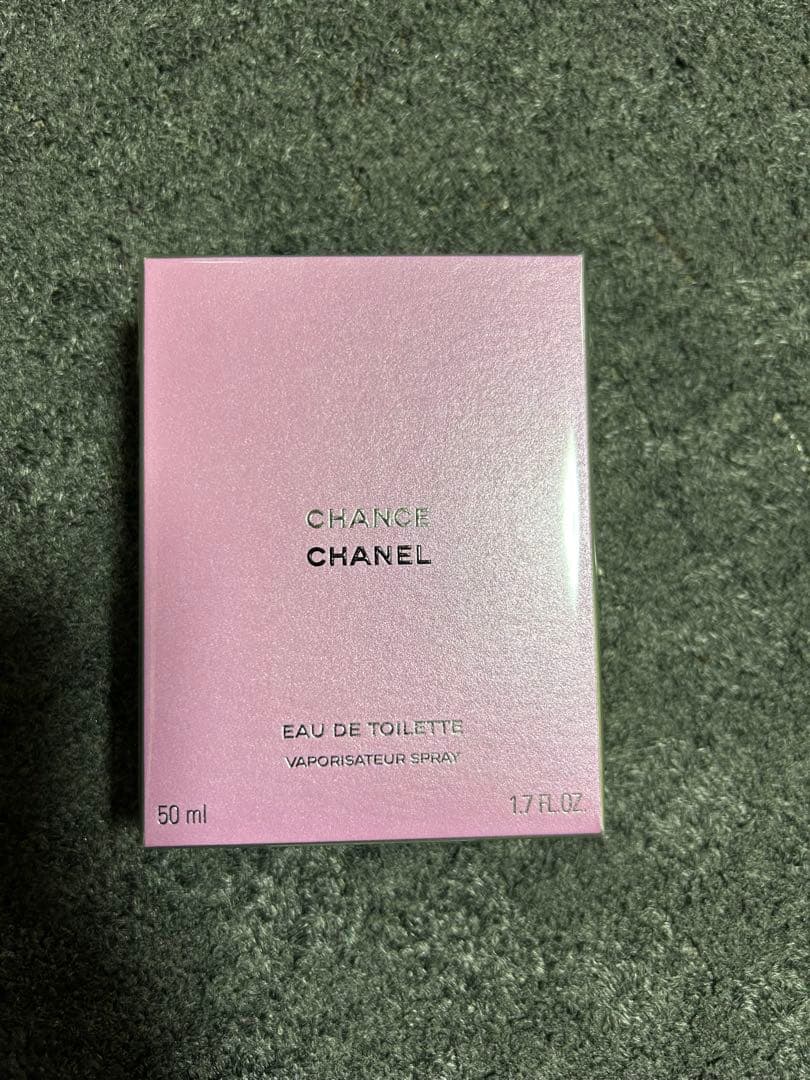 CHANCE
CHANEL
EAU DE TOILETTE
VAPORISATEUR SPRAY
50 ml
1.7 FL.OZ.